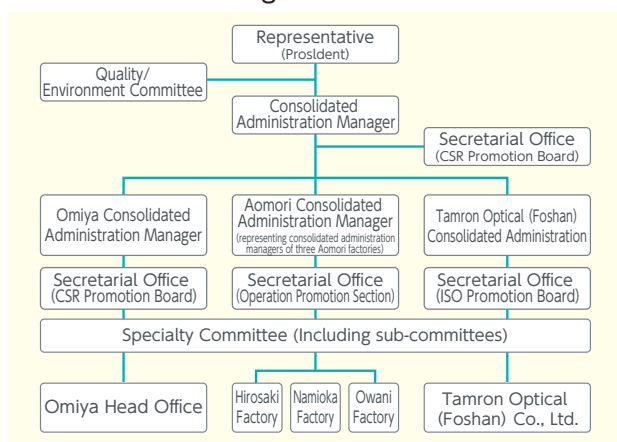 Representative
(Prosldent)
Quality/
Environment Committee
Consolidated
Administration Manager
Secretarial Office
(CSR Promotion Board)
Omiya Consolidated
Administration Manager
Aomori Consolidated
Administration Manager
(representing consolidated administration
managers of three Aomori factories)
Tamron Optical (Foshan)
Consolidated Administration
Secretarial Office
(CSR Promotion Board)
Secretarial Office
(Operation Promotion Section)
Secretarial Office
(ISO Promotion Board)
Specialty Committee (Including sub-committees)
Omiya Head Office
Hirosaki
Factory
Namioka
Factory
Owani
Factory
Tamron Optical
(Foshan) Co., Ltd.